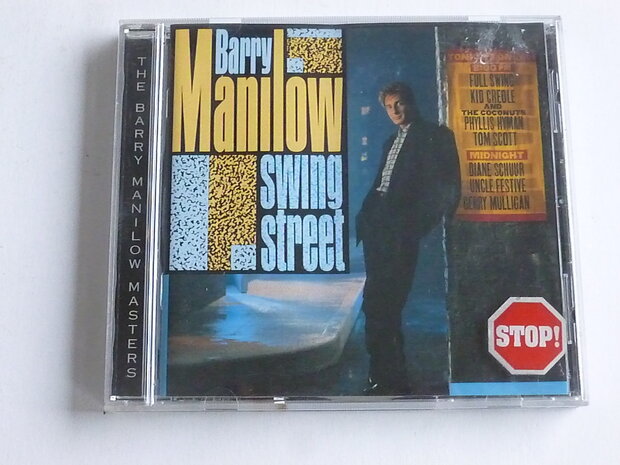 THE BARRY MANILOW MASTERS
Barry
Manilow
swing
street
FULL SWING
KID CREOLE
AND
THE COCONUTS
PHYLLIS HYMAN
TOM SCOTT
MIDNIGHT
DIANE SCHUUR
UNCLE FESTIVE
GERRY MULLIGAN
STOP!